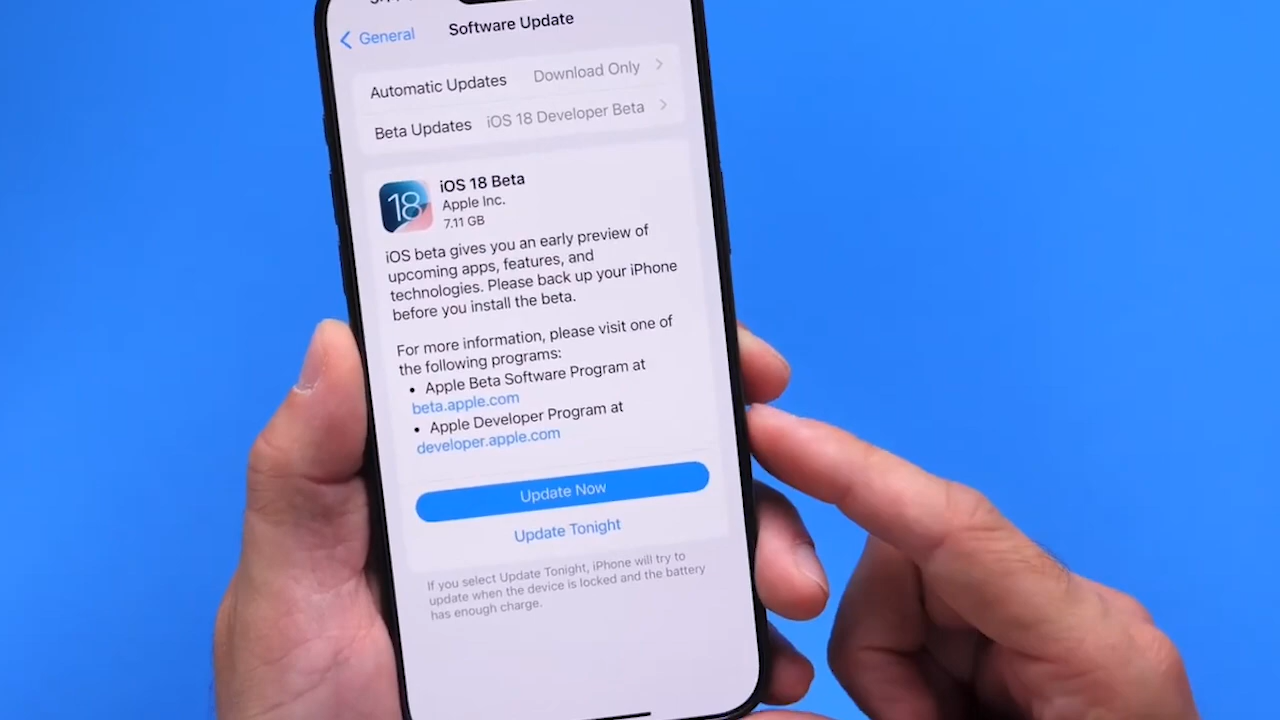 General
Software Update
Automatic Updates Download Only
Beta Updates iOS 18 Developer Beta
18
iOS 18 Beta
Apple Inc.
7.11 GB
iOS beta gives you an early preview of
upcoming apps, features, and
technologies. Please back up your iPhone
before you install the beta.
For more information, please visit one of
the following programs:
• Apple Beta Software Program at
beta.apple.com
• Apple Developer Program at
developer.apple.com
Update Now
Update Tonight
If you select Update Tonight, iPhone will try to
update when the device is locked and the battery
has enough charge.